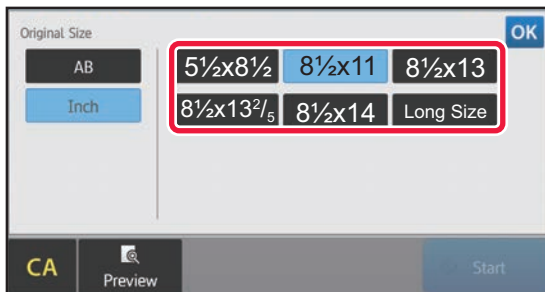 Original Size
OK
AB
5½x8½ 8½x11 8½x13
Inch
8½x13²/₅ 8½x14 Long Size
CA
Preview
Start